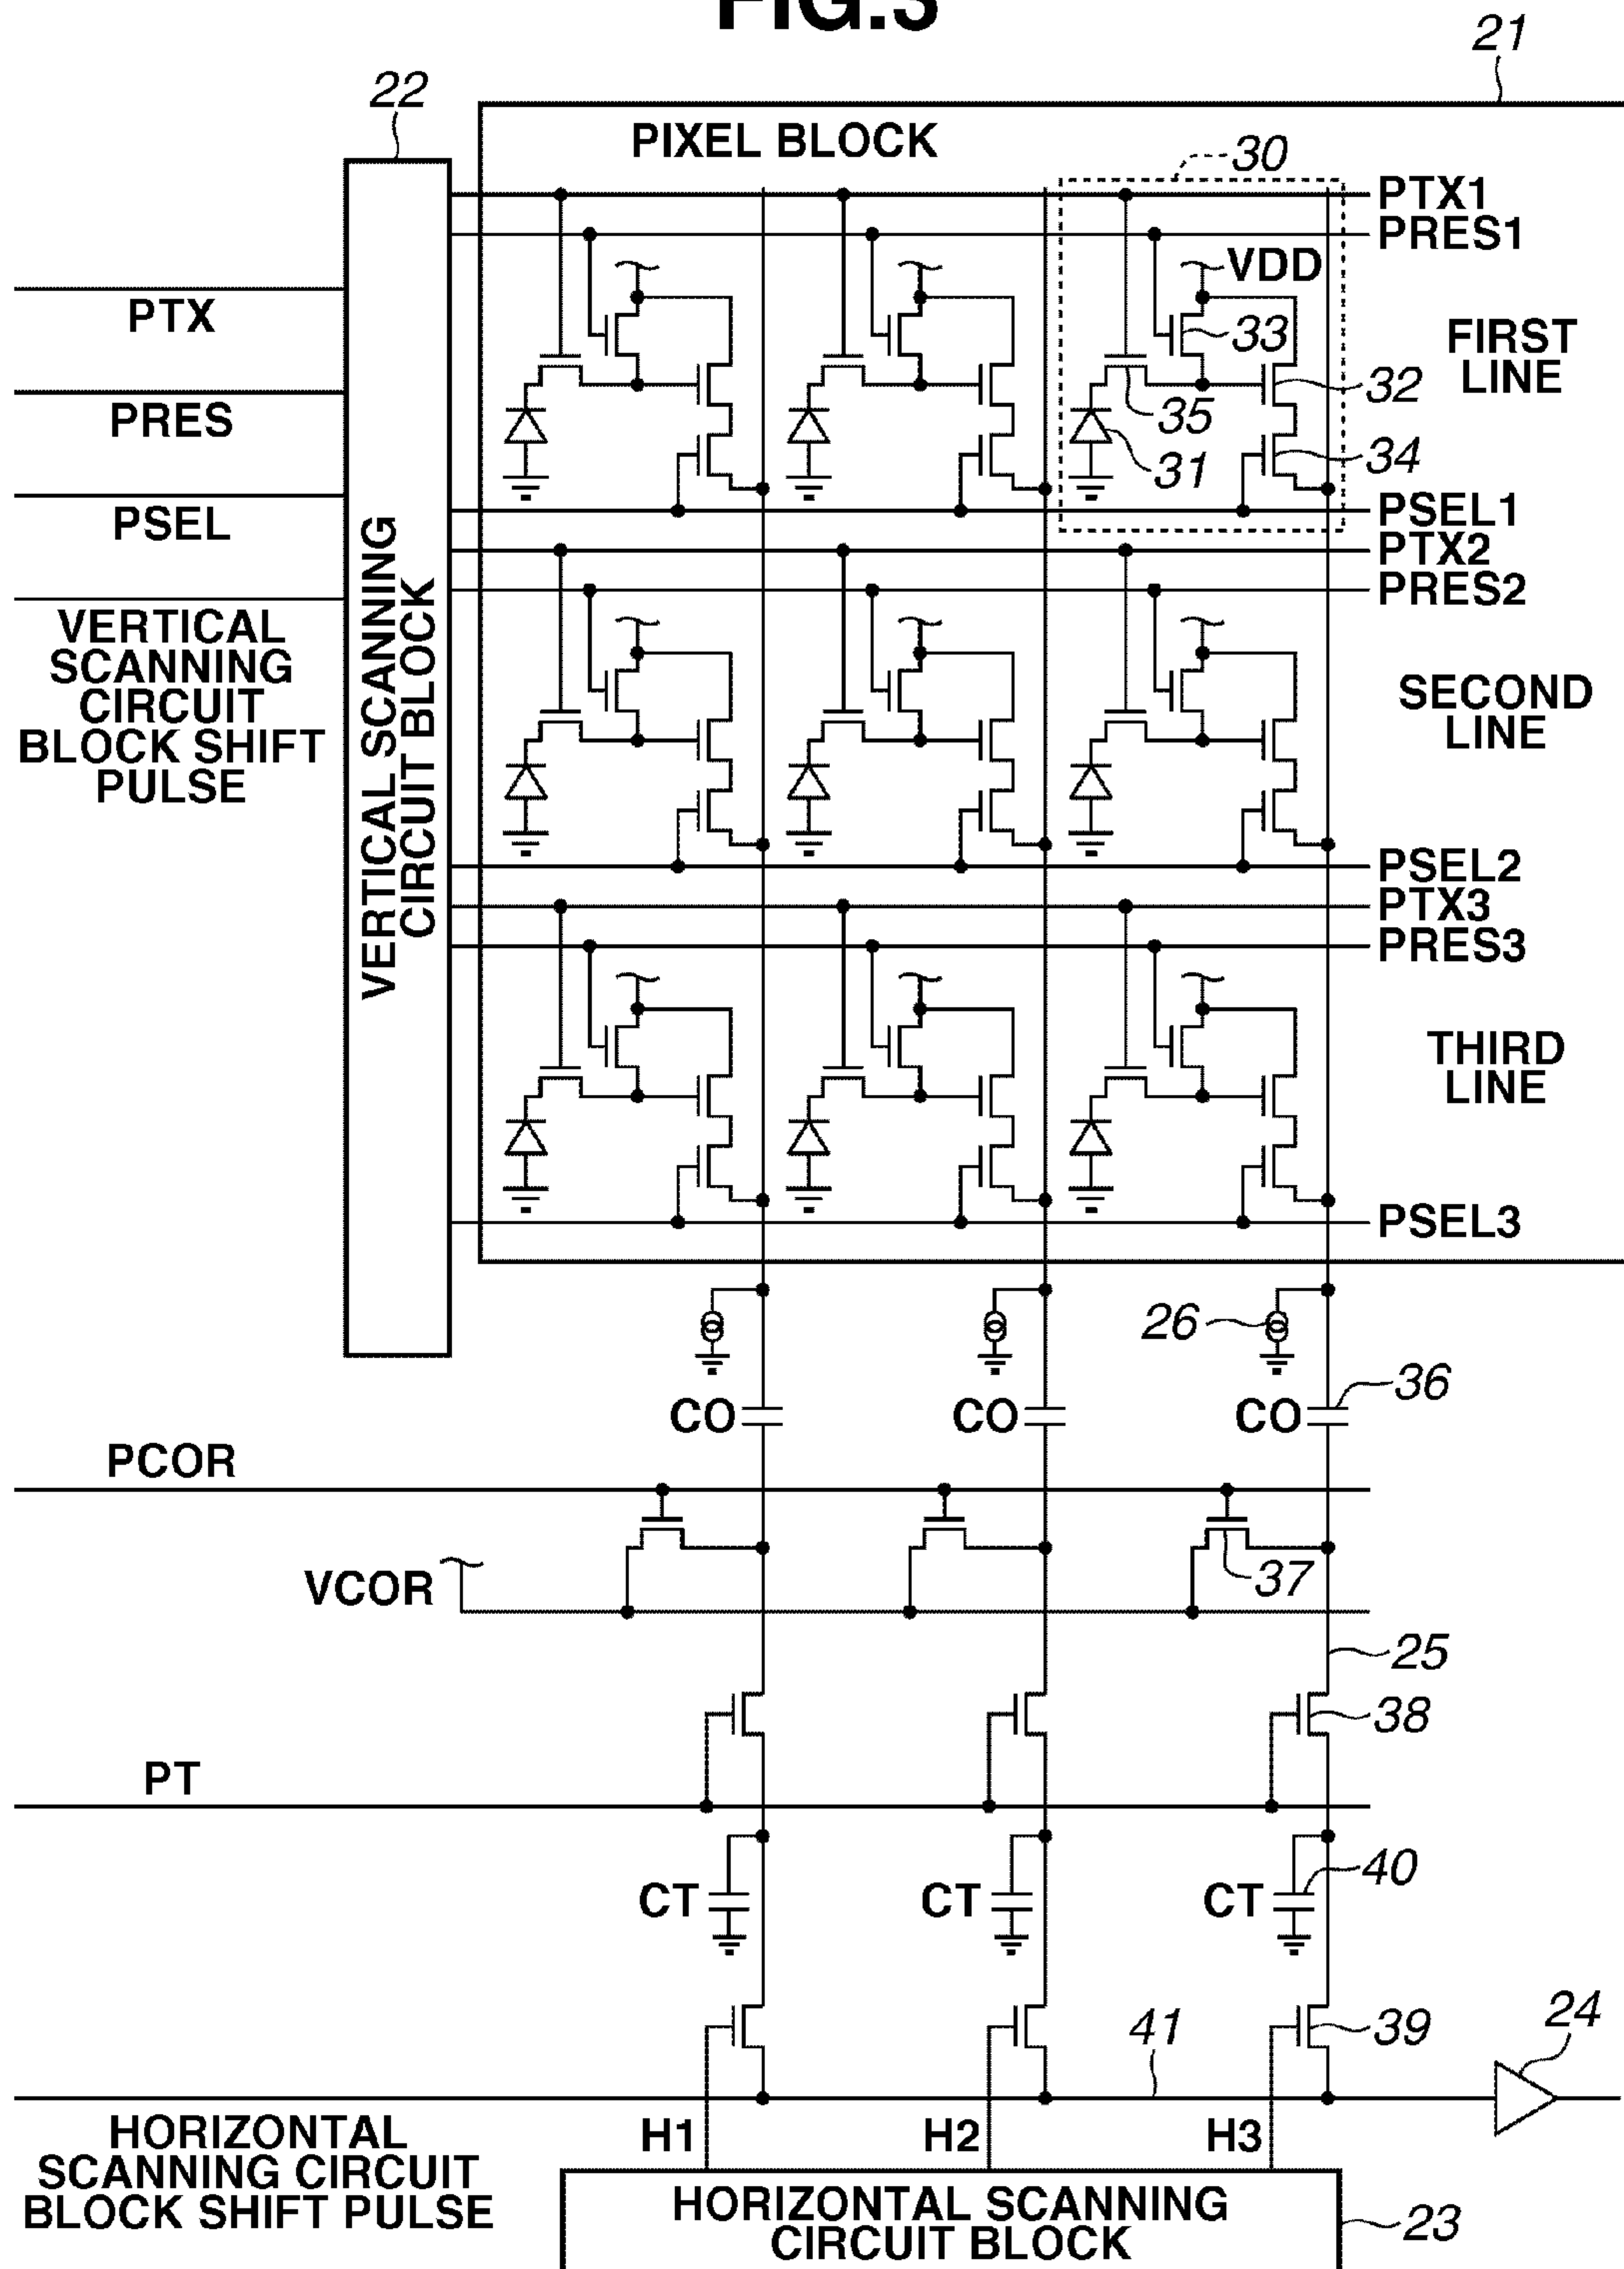 FIG.3
21
22
PIXEL BLOCK
30
PTX1
PRES1
VDD
PTX
33
FIRST
LINE
32
PRES
35
34
31
PSEL
PSEL1
PTX2
PRES2
VERTICAL
SCANNING
CIRCUIT
BLOCK SHIFT
PULSE
VERTICAL SCANNING
CIRCUIT BLOCK
SECOND
LINE
PSEL2
PTX3
PRES3
THIRD
LINE
PSEL3
26
36
CO
CO
CO
PCOR
VCOR
37
25
38
PT
CT
CT
CT
40
41
39
24
HORIZONTAL
SCANNING CIRCUIT
BLOCK SHIFT PULSE
H1
H2
H3
HORIZONTAL SCANNING
CIRCUIT BLOCK
23